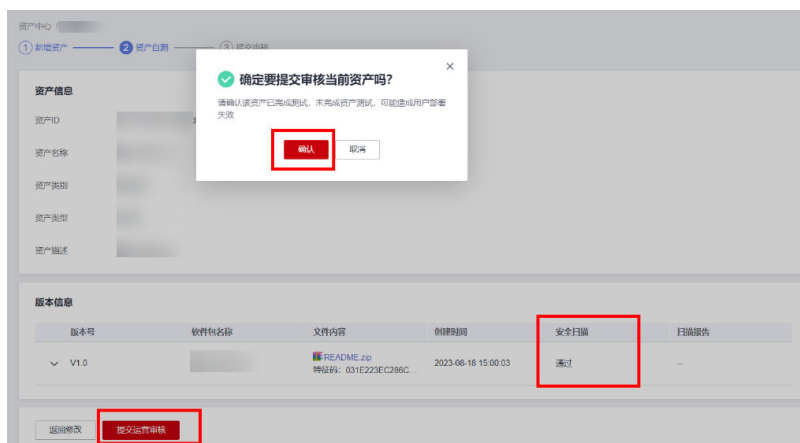 资产中心 /
1 新增资产
2 资产自测
3 提交审核
确定要提交审核当前资产吗?
请确认该资产已完成测试, 未完成资产测试, 可能造成用户部署
失败
确认 取消
资产信息
资产ID
资产名称
资产类别
资产类型
资产描述
版本信息
版本号 软件包名称 文件内容 创建时间 安全扫描 扫描报告
V1.0 README.zip 2023-08-18 15:00:03 通过 --
特征码: 031E223EC286C...
返回修改 提交运营审核